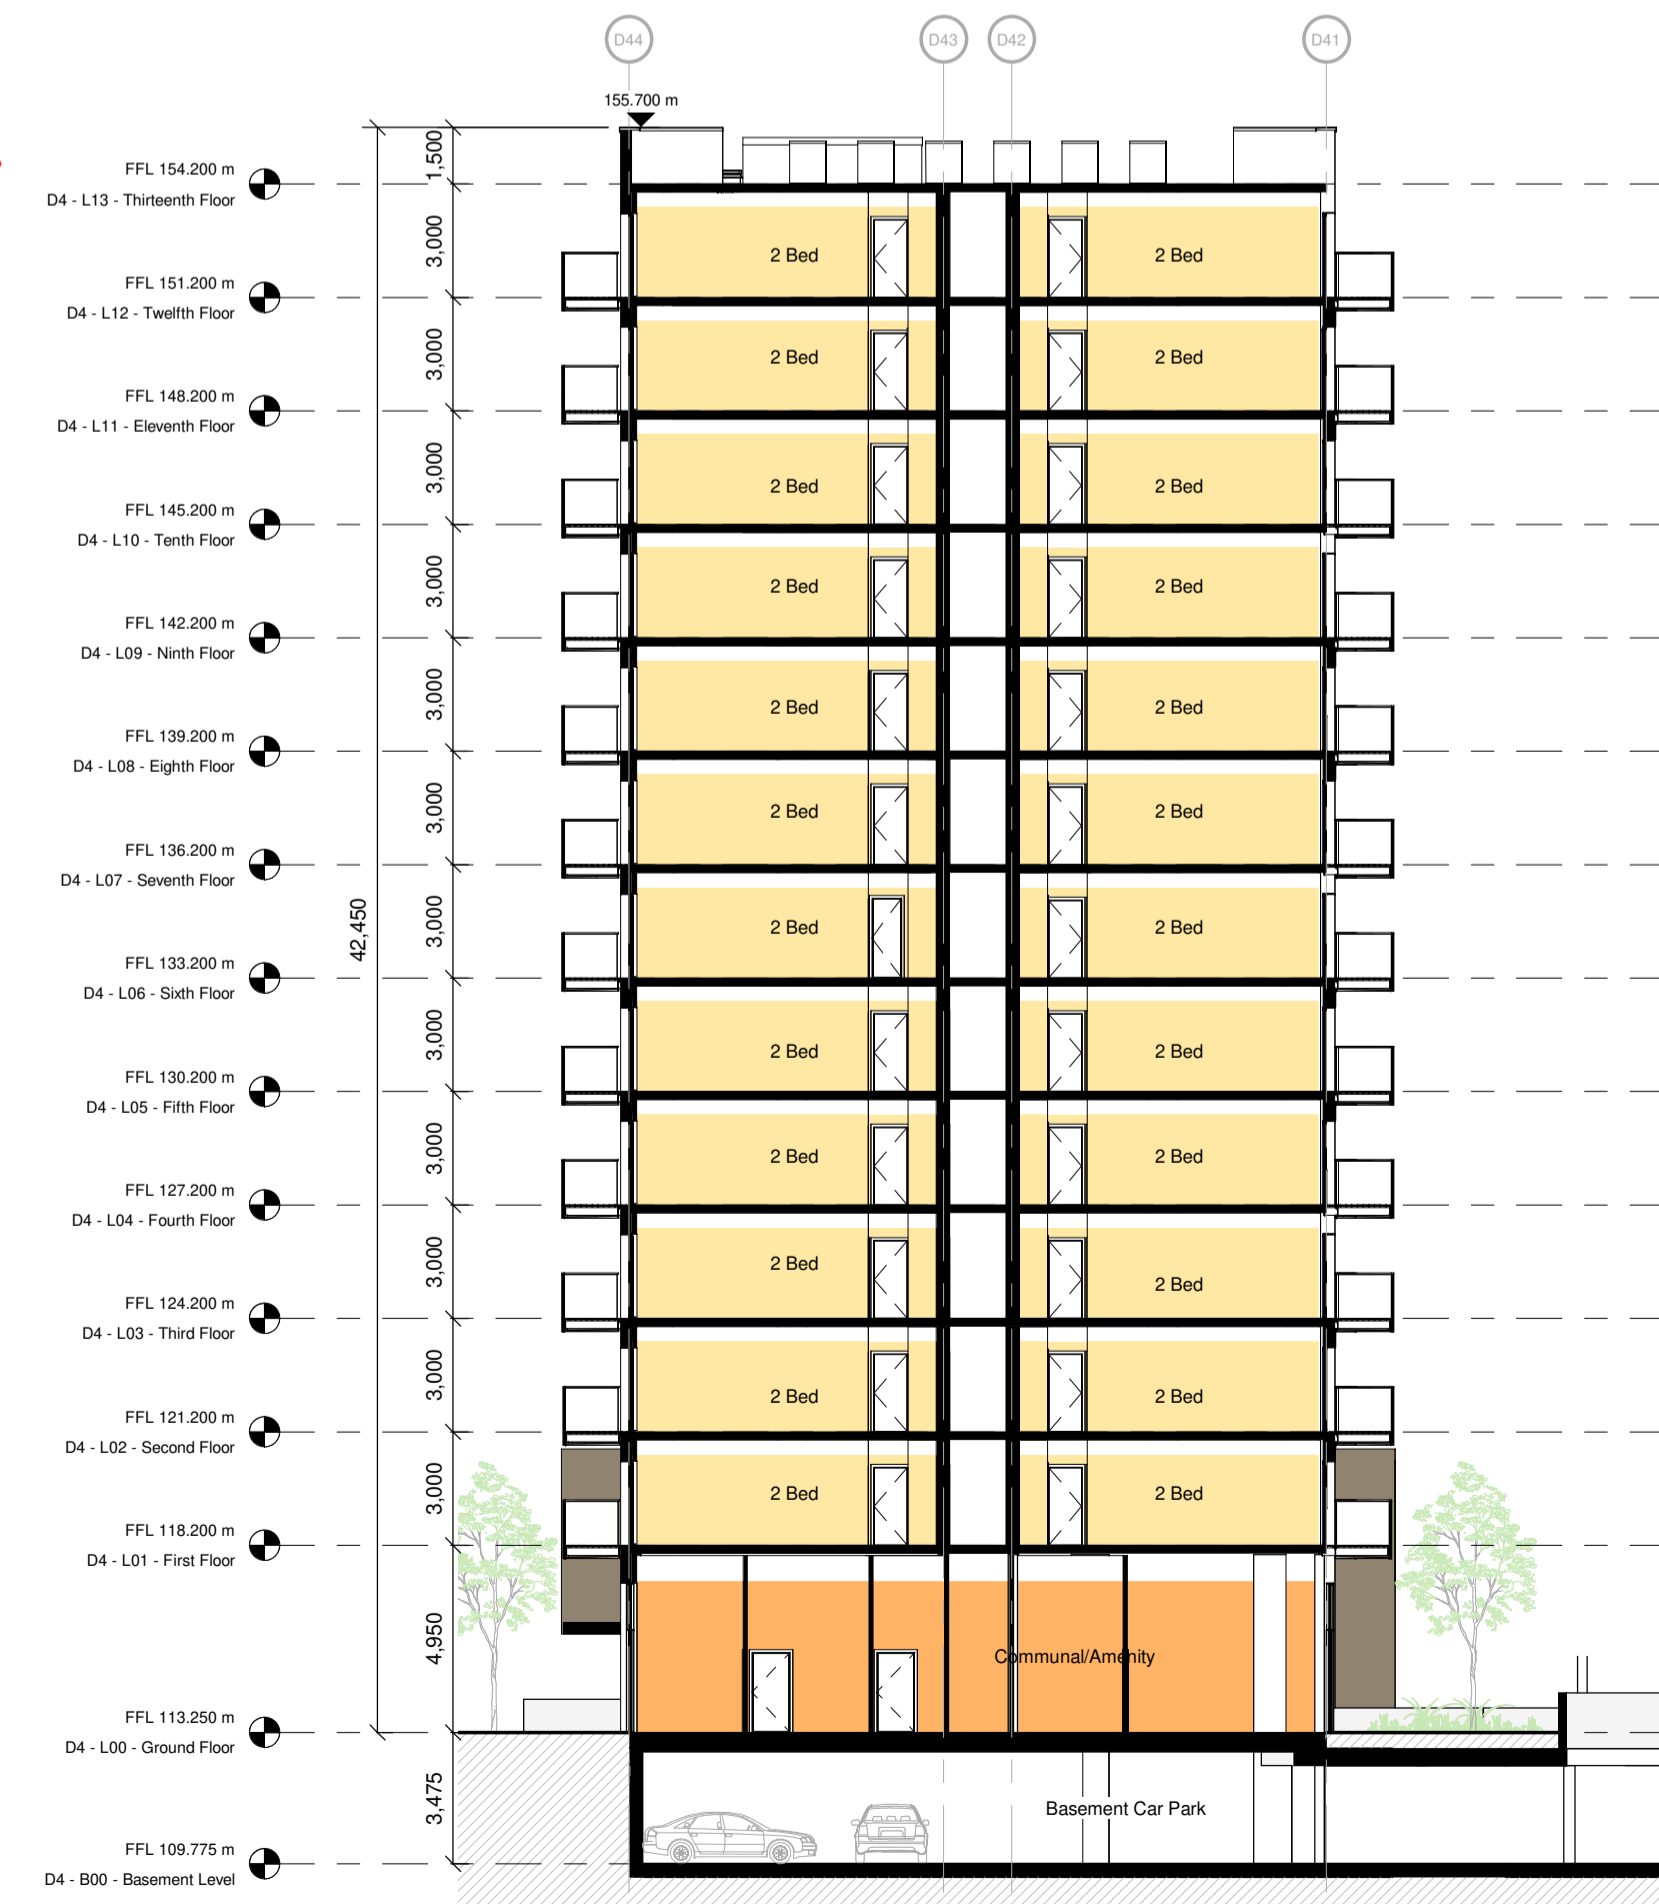 D44 D43 D42 D41
155.700 m
1,500
FFL 154.200 m
D4 - L13 - Thirteenth Floor
3,000
2 Bed 2 Bed
FFL 151.200 m
D4 - L12 - Twelfth Floor
3,000
2 Bed 2 Bed
FFL 148.200 m
D4 - L11 - Eleventh Floor
3,000
2 Bed 2 Bed
FFL 145.200 m
D4 - L10 - Tenth Floor
3,000
2 Bed 2 Bed
FFL 142.200 m
D4 - L09 - Ninth Floor
3,000
2 Bed 2 Bed
FFL 139.200 m
D4 - L08 - Eighth Floor
3,000
2 Bed 2 Bed
FFL 136.200 m
D4 - L07 - Seventh Floor
42,450
3,000
2 Bed 2 Bed
FFL 133.200 m
D4 - L06 - Sixth Floor
3,000
2 Bed 2 Bed
FFL 130.200 m
D4 - L05 - Fifth Floor
3,000
2 Bed 2 Bed
FFL 127.200 m
D4 - L04 - Fourth Floor
3,000
2 Bed 2 Bed
FFL 124.200 m
D4 - L03 - Third Floor
3,000
2 Bed 2 Bed
FFL 121.200 m
D4 - L02 - Second Floor
3,000
2 Bed 2 Bed
FFL 118.200 m
D4 - L01 - First Floor
4,950
Communal/Amenity
FFL 113.250 m
D4 - L00 - Ground Floor
3,475
Basement Car Park
FFL 109.775 m
D4 - B00 - Basement Level